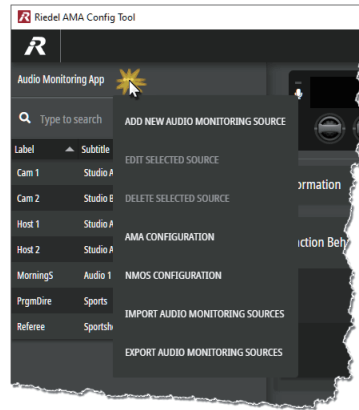 Riedel AMA Config Tool
Audio Monitoring App
Type to search
Label Subtitle
Cam 1 Studio A
Cam 2 Studio B
Host 1 Studio A
Host 2 Studio A
MorningS Audio 1
PrgmDire Sports
Referee Sportsh
ADD NEW AUDIO MONITORING SOURCE
EDIT SELECTED SOURCE
DELETE SELECTED SOURCE
AMA CONFIGURATION
NMOS CONFIGURATION
IMPORT AUDIO MONITORING SOURCES
EXPORT AUDIO MONITORING SOURCES
ormation
nction Beh